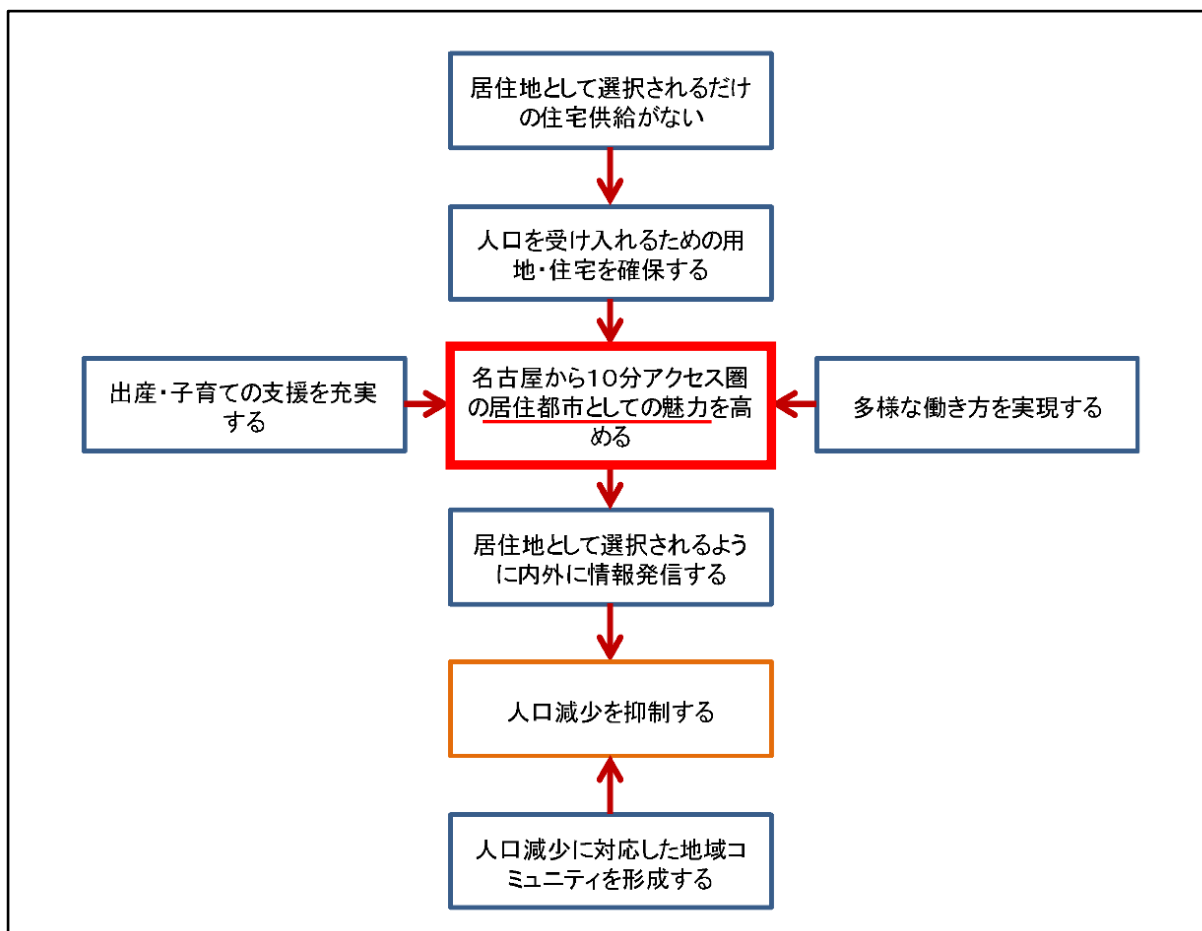 居住地として選択されるだけ
の住宅供給がない
人口を受け入れるための用
地・住宅を確保する
出産・子育ての支援を充実
する
名古屋から10分アクセス圏
の居住都市としての魅力を高
める
多様な働き方を実現する
居住地として選択されるよう
に内外に情報発信する
人口減少を抑制する
人口減少に対応した地域コ
ミュニティを形成する